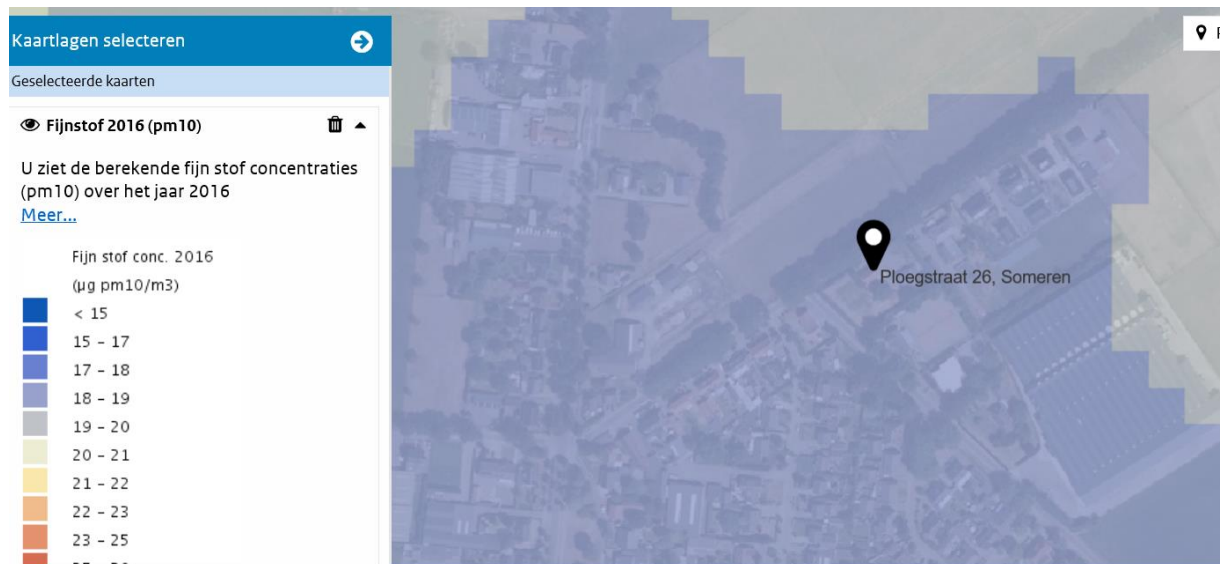 Kaartlagen selecteren
Geselecteerde kaarten
Fijnstof 2016 (pm10)
U ziet de berekende fijn stof concentraties
(pm10) over het jaar 2016
Meer...
Fijn stof conc. 2016
(µg pm10/m3)
< 15
15 - 17
17 - 18
18 - 19
19 - 20
20 - 21
21 - 22
22 - 23
23 - 25
Ploegstraat 26, Someren